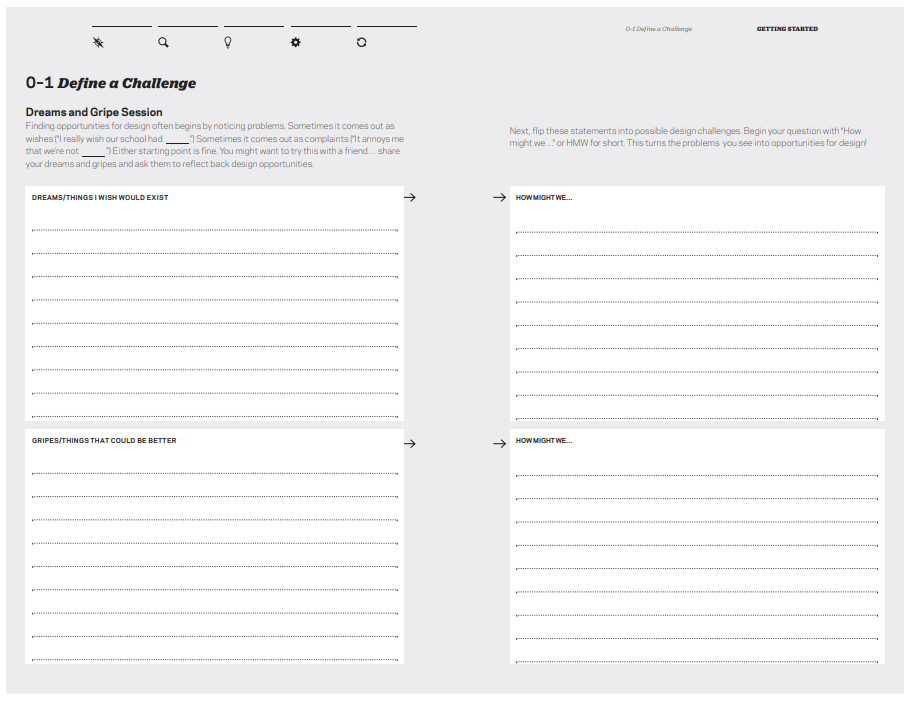 0-1 Define a Challenge
GETTING STARTED
0-1 Define a Challenge
Dreams and Gripe Session
Finding opportunities for design often begins by noticing problems. Sometimes it comes out as
wishes (“I really wish our school had _____.”) Sometimes it comes out as complaints (“It annoys me
that we’re not _____.”) Either starting point is fine. You might want to try this with a friend... share
your dreams and gripes and ask them to reflect back design opportunities.
Next, flip these statements into possible design challenges. Begin your question with “How
might we...” or HMW for short. This turns the problems you see into opportunities for design!
DREAMS/THINGS I WISH WOULD EXIST
HOW MIGHT WE...
GRIPES/THINGS THAT COULD BE BETTER
HOW MIGHT WE...